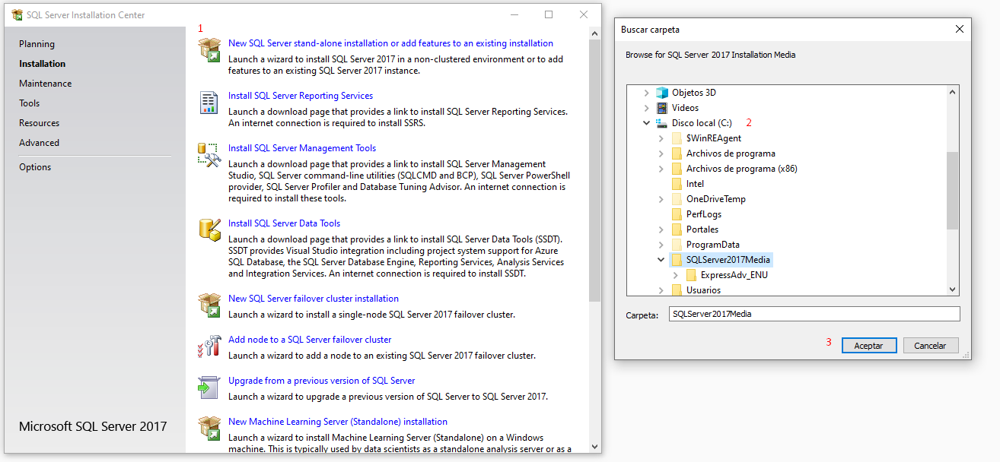 SQL Server Installation Center
Planning
Installation
Maintenance
Tools
Resources
Advanced
Options
Microsoft SQL Server 2017
1
New SQL Server stand-alone installation or add features to an existing installation
Launch a wizard to install SQL Server 2017 in a non-clustered environment or to add
features to an existing SQL Server 2017 instance.
Install SQL Server Reporting Services
Launch a download page that provides a link to install SQL Server Reporting Services.
An internet connection is required to install SSRS.
Install SQL Server Management Tools
Launch a download page that provides a link to install SQL Server Management
Studio, SQL Server command-line utilities (SQLCMD and BCP), SQL Server PowerShell
provider, SQL Server Profiler and Database Tuning Advisor. An internet connection is
required to install these tools.
Install SQL Server Data Tools
Launch a download page that provides a link to install SQL Server Data Tools (SSDT).
SSDT provides Visual Studio integration including project system support for Azure
SQL Database, the SQL Server Database Engine, Reporting Services, Analysis Services
and Integration Services. An internet connection is required to install SSDT.
New SQL Server failover cluster installation
Launch a wizard to install a single-node SQL Server 2017 failover cluster.
Add node to a SQL Server failover cluster
Launch a wizard to add a node to an existing SQL Server 2017 failover cluster.
Upgrade from a previous version of SQL Server
Launch a wizard to upgrade a previous version of SQL Server to SQL Server 2017.
New Machine Learning Server (Standalone) installation
Launch a wizard to install Machine Learning Server (Standalone) on a Windows
machine. This is typically used by data scientists as a standalone analysis server or as a
Buscar carpeta
Browse for SQL Server 2017 Installation Media
Objetos 3D
Videos
Disco local (C:) 2
$WinREAgent
Archivos de programa
Archivos de programa (x86)
Intel
OneDriveTemp
PerfLogs
Portales
ProgramData
SQLServer2017Media
ExpressAdv_ENU
Usuarios
Carpeta: SQLServer2017Media
3 Aceptar Cancelar